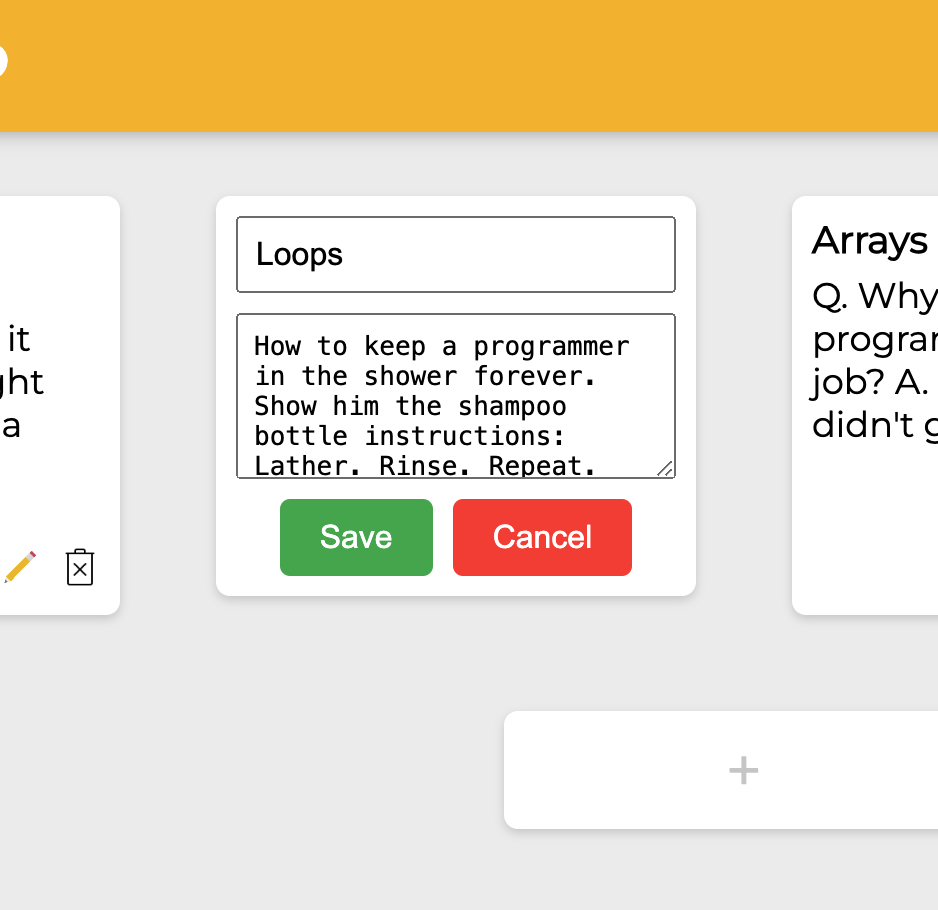 it
ght
a
Loops
How to keep a programmer
in the shower forever.
Show him the shampoo
bottle instructions:
Lather. Rinse. Repeat.
Save
Cancel
Arrays
Q. Why
program
job? A.
didn't g
+